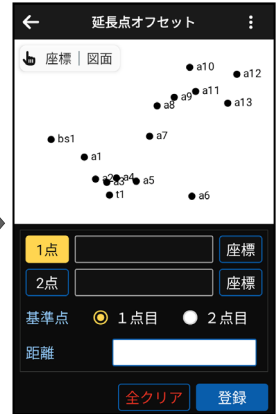 延長点オフセット
座標｜図面
a10
a12
a9
a11
a8
a13
bs1
a7
a1
a2
a3
a4
a5
t1
a6
1点
座標
2点
座標
基準点
１点目
２点目
距離
全クリア
登録